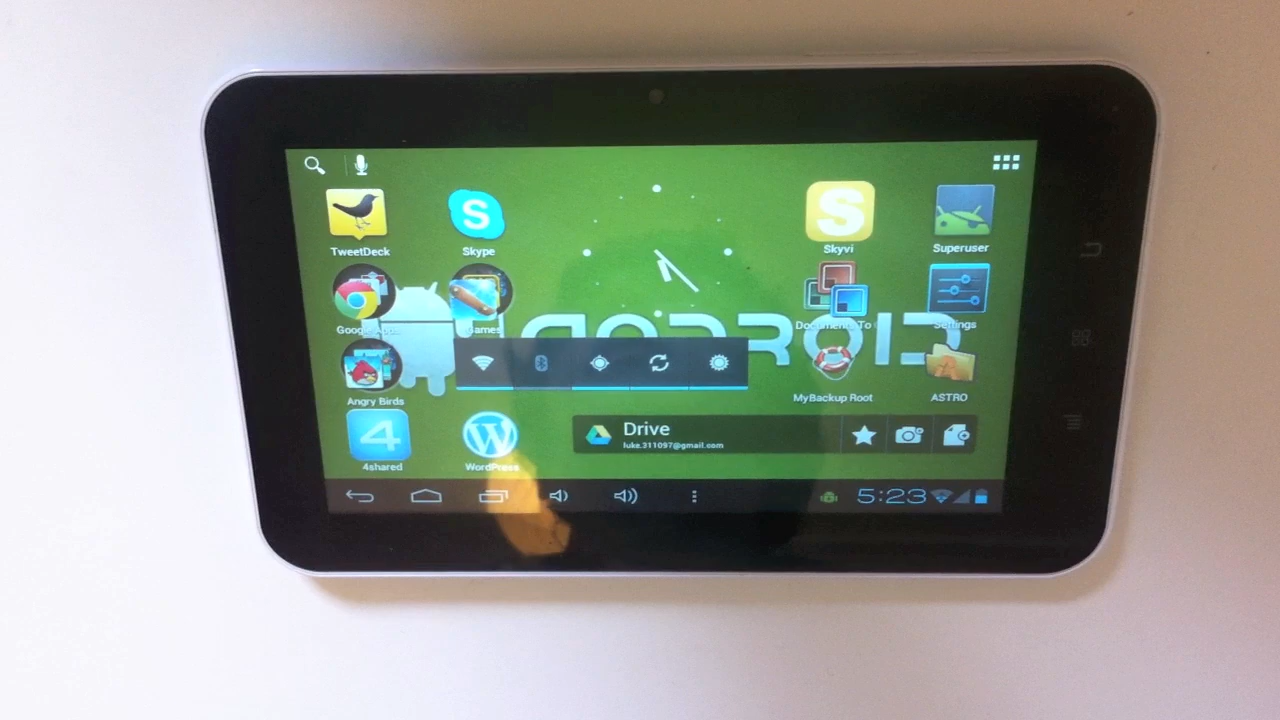 TweetDeck
Skype
Skyvi
Superuser
Google Apps
Games
Documents To
Settings
ANDROID
Angry Birds
MyBackup Root
ASTRO
4
4shared
WordPress
Drive
luke.311097@gmail.com
5:23